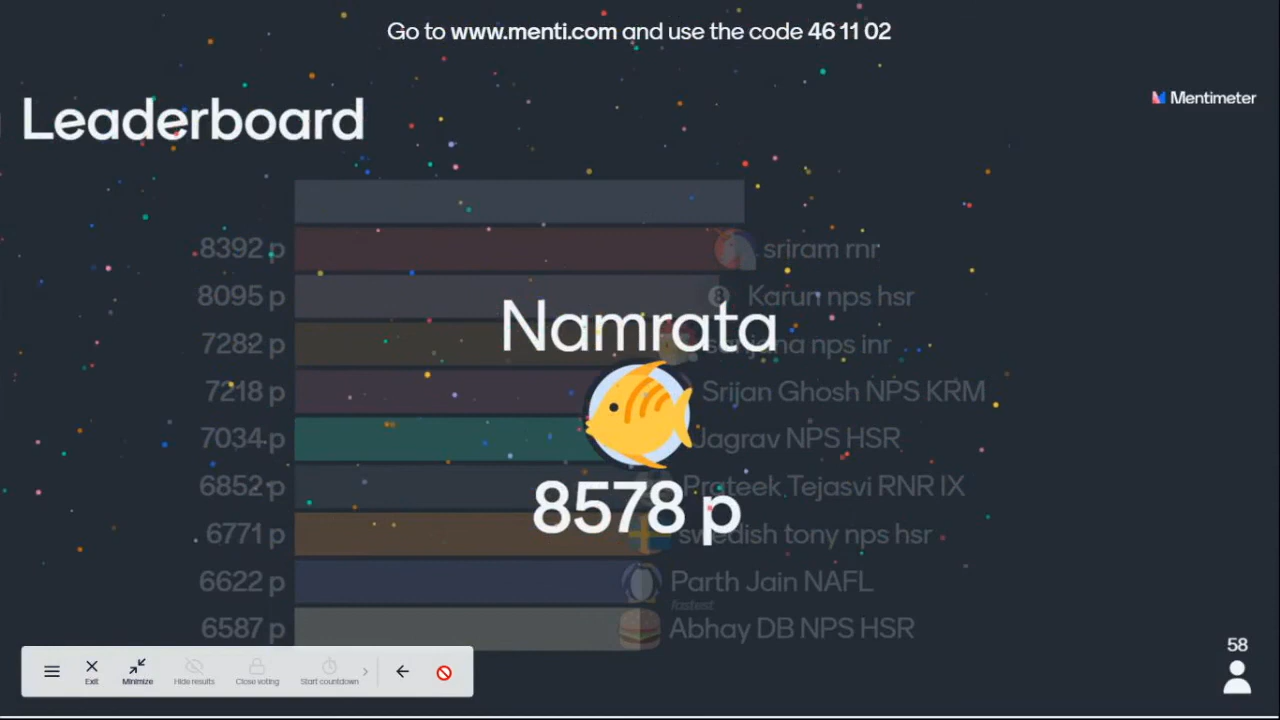 Go to www.menti.com and use the code 46 11 02
Mentimeter
Leaderboard
8392 p sriram rnr
8095 p Karun nps hsr
Namrata
7282 p nps inr
7218 p Srijan Ghosh NPS KRM
7034 p Jagrav NPS HSR
6852 p Prateek Tejasvi RNR IX
8578 p
6771 p swedish tony nps hsr
6622 p Parth Jain NAFL
fastest
6587 p Abhay DB NPS HSR
58
Exit Minimize Hide results Close voting Start countdown